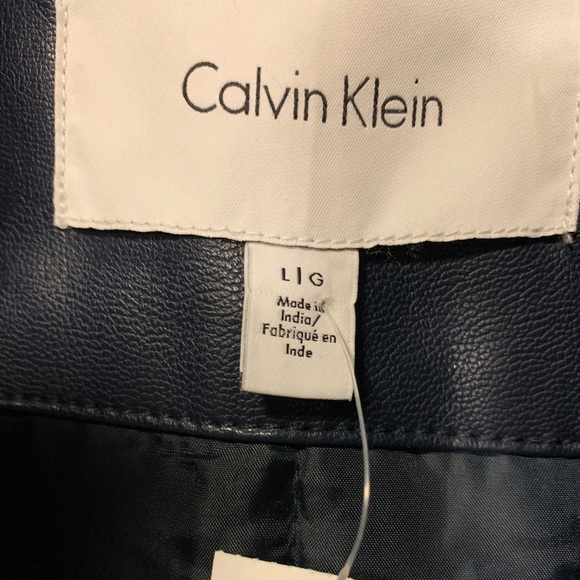 Calvin Klein
L|G
Made in
India/
Fabriqué en
Inde